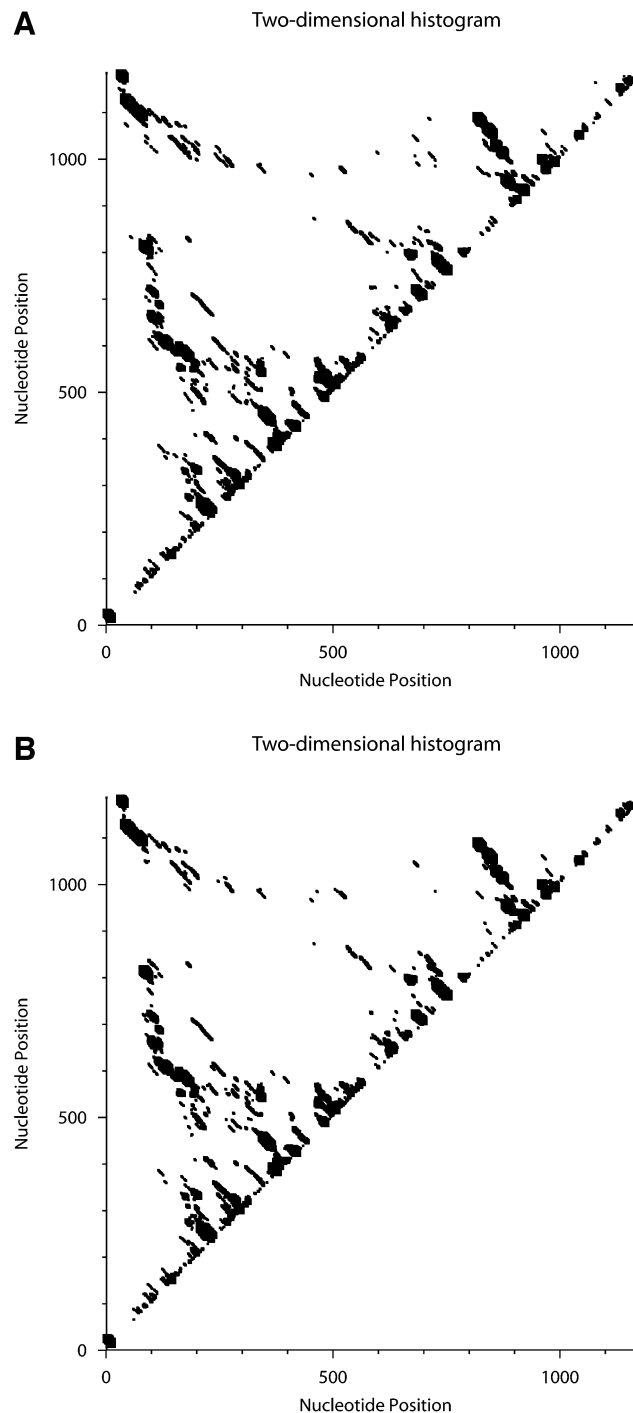 A
Two-dimensional histogram
Nucleotide Position
1000
500
0
0 500 1000
Nucleotide Position
B
Two-dimensional histogram
Nucleotide Position
1000
500
0
0 500 1000
Nucleotide Position